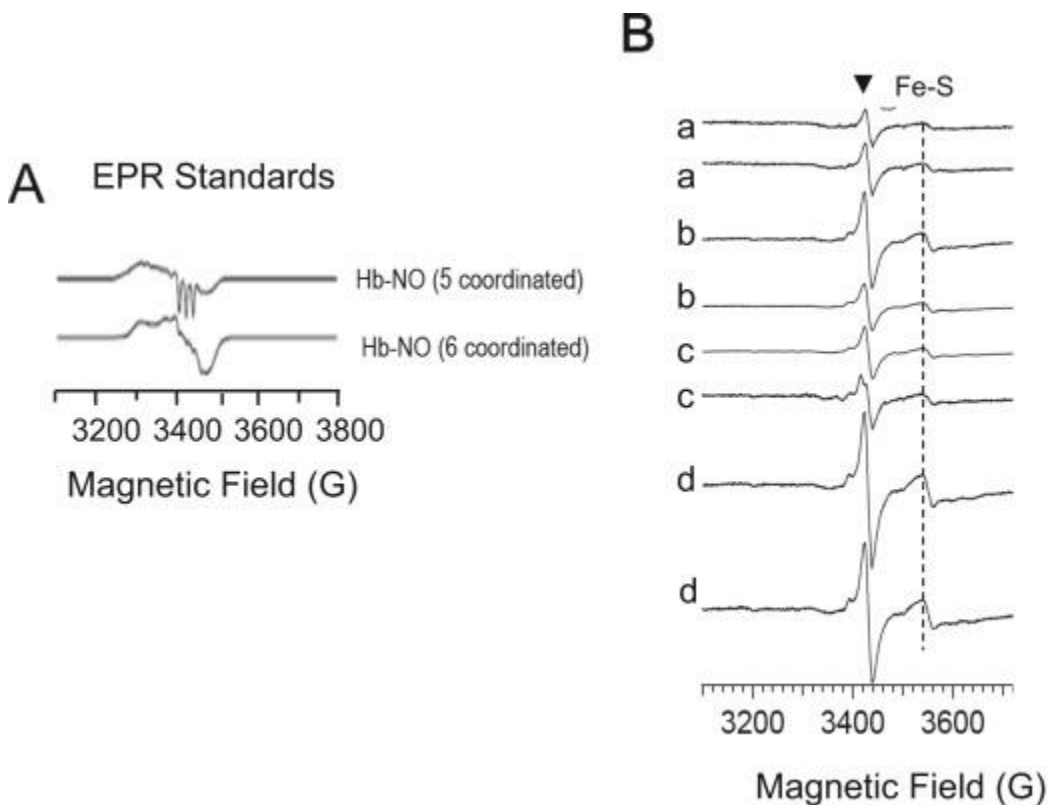 A
EPR Standards
Hb-NO (5 coordinated)
Hb-NO (6 coordinated)
3200 3400 3600 3800
Magnetic Field (G)
B
Fe-S
a
a
b
b
c
c
d
d
3200 3400 3600
Magnetic Field (G)